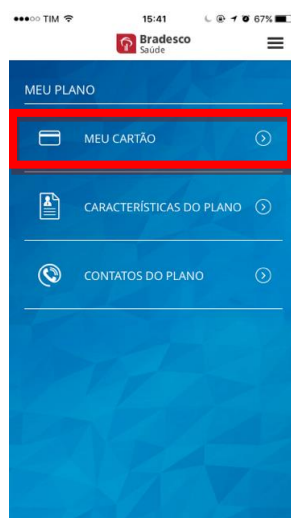 TIM 15:41 67%
Bradesco
Saúde
MEU PLANO
MEU CARTÃO
CARACTERÍSTICAS DO PLANO
CONTATOS DO PLANO